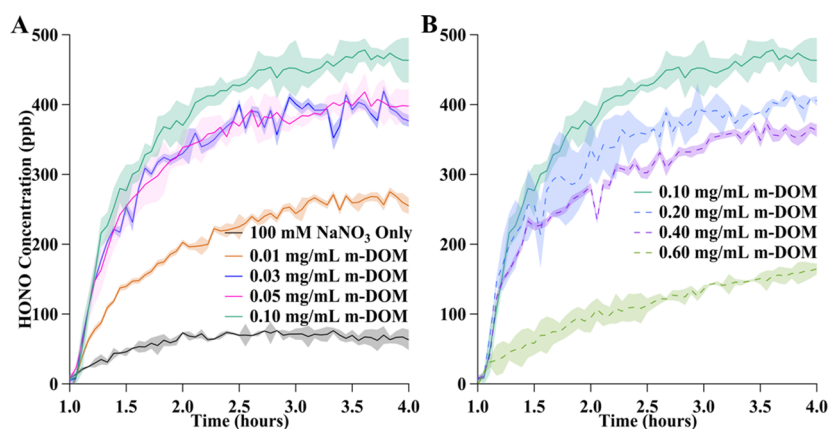 A
B
HONO Concentration (ppb)
500
400
300
200
100
0
1.0 1.5 2.0 2.5 3.0 3.5 4.0
Time (hours)
100 mM NaNO3 Only
0.01 mg/mL m-DOM
0.03 mg/mL m-DOM
0.05 mg/mL m-DOM
0.10 mg/mL m-DOM
500
400
300
200
100
0
1.0 1.5 2.0 2.5 3.0 3.5 4.0
Time (hours)
0.10 mg/mL m-DOM
0.20 mg/mL m-DOM
0.40 mg/mL m-DOM
0.60 mg/mL m-DOM